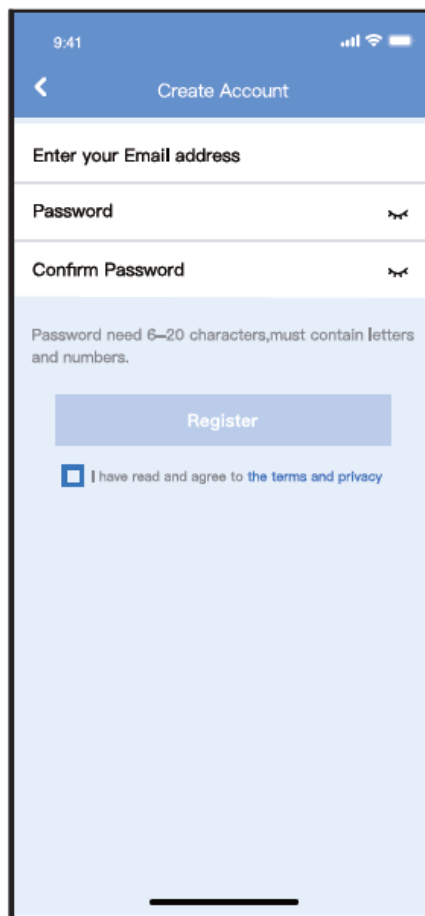 9:41
Create Account
Enter your Email address
Password
Confirm Password
Password need 6–20 characters,must contain letters
and numbers.
Register
I have read and agree to the terms and privacy